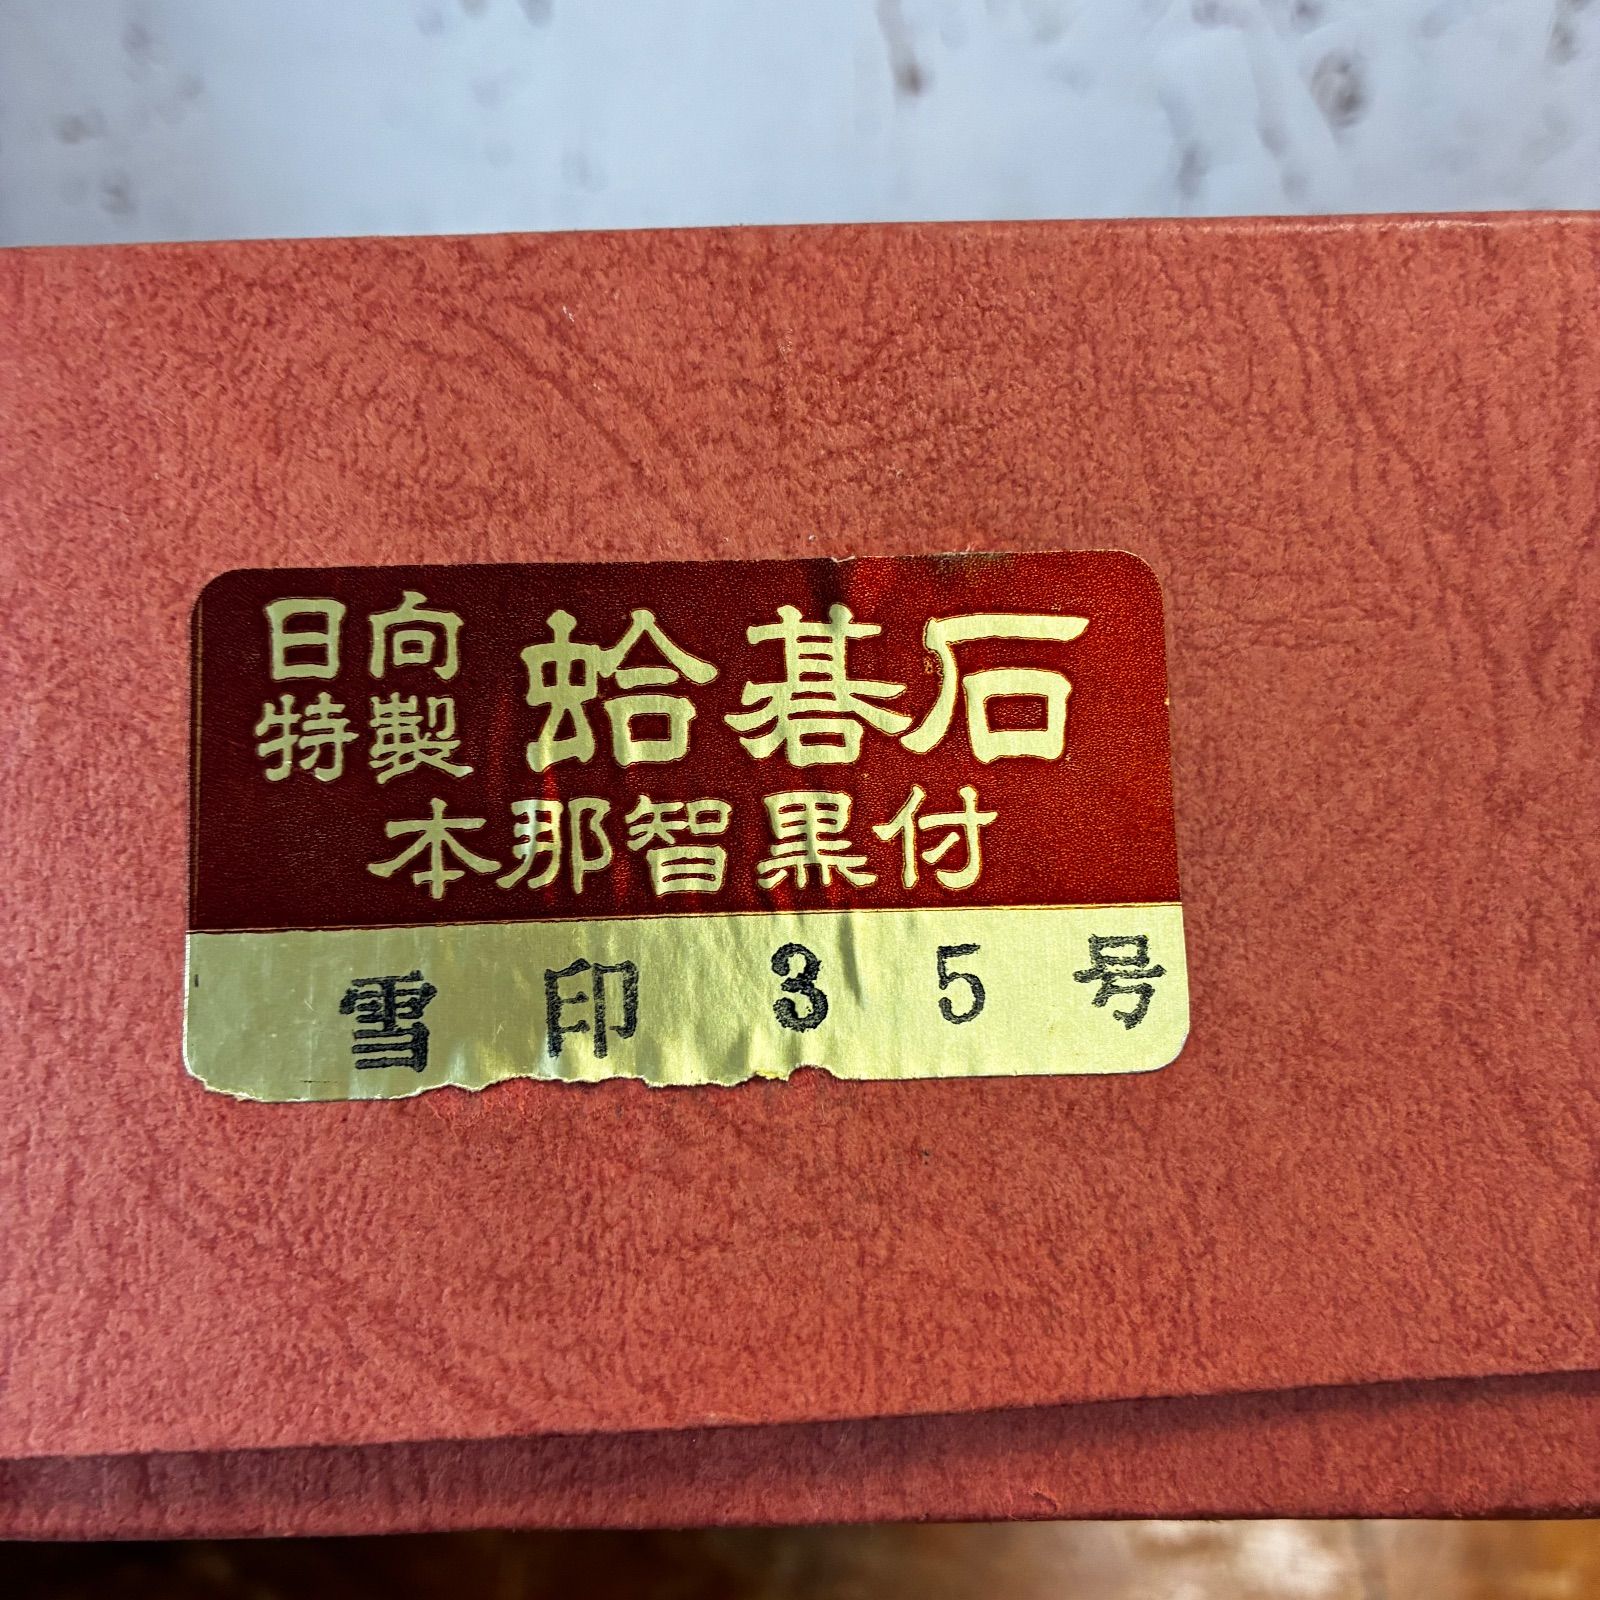 日向特製 蛤碁石
本那智黒付
雪印35号